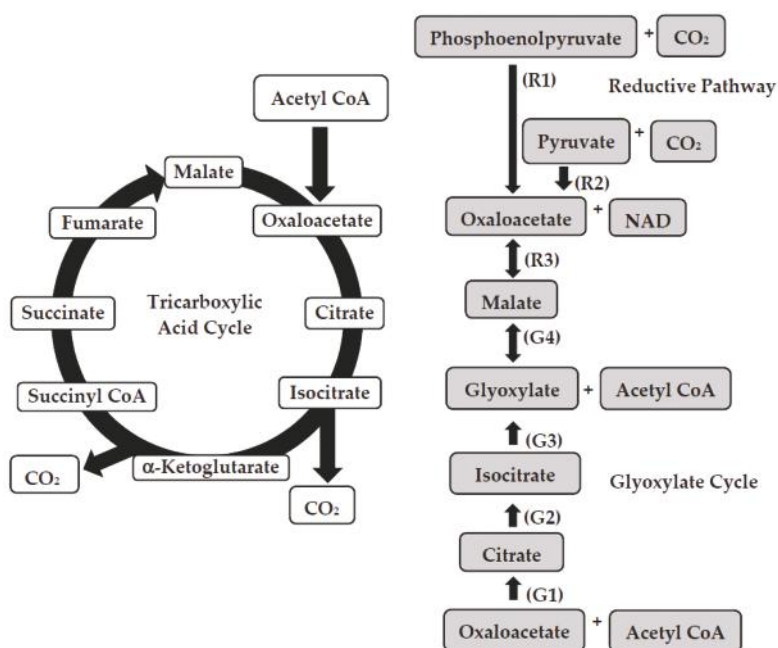 Acetyl CoA
Malate
Oxaloacetate
Fumarate
Tricarboxylic
Acid Cycle
Succinate
Citrate
Succinyl CoA
Isocitrate
α-Ketoglutarate
CO₂
CO₂
Phosphoenolpyruvate + CO₂
(R1)
Reductive Pathway
Pyruvate + CO₂
(R2)
Oxaloacetate + NAD
(R3)
Malate
(G4)
Glyoxylate + Acetyl CoA
(G3)
Isocitrate
Glyoxylate Cycle
(G2)
Citrate
(G1)
Oxaloacetate + Acetyl CoA